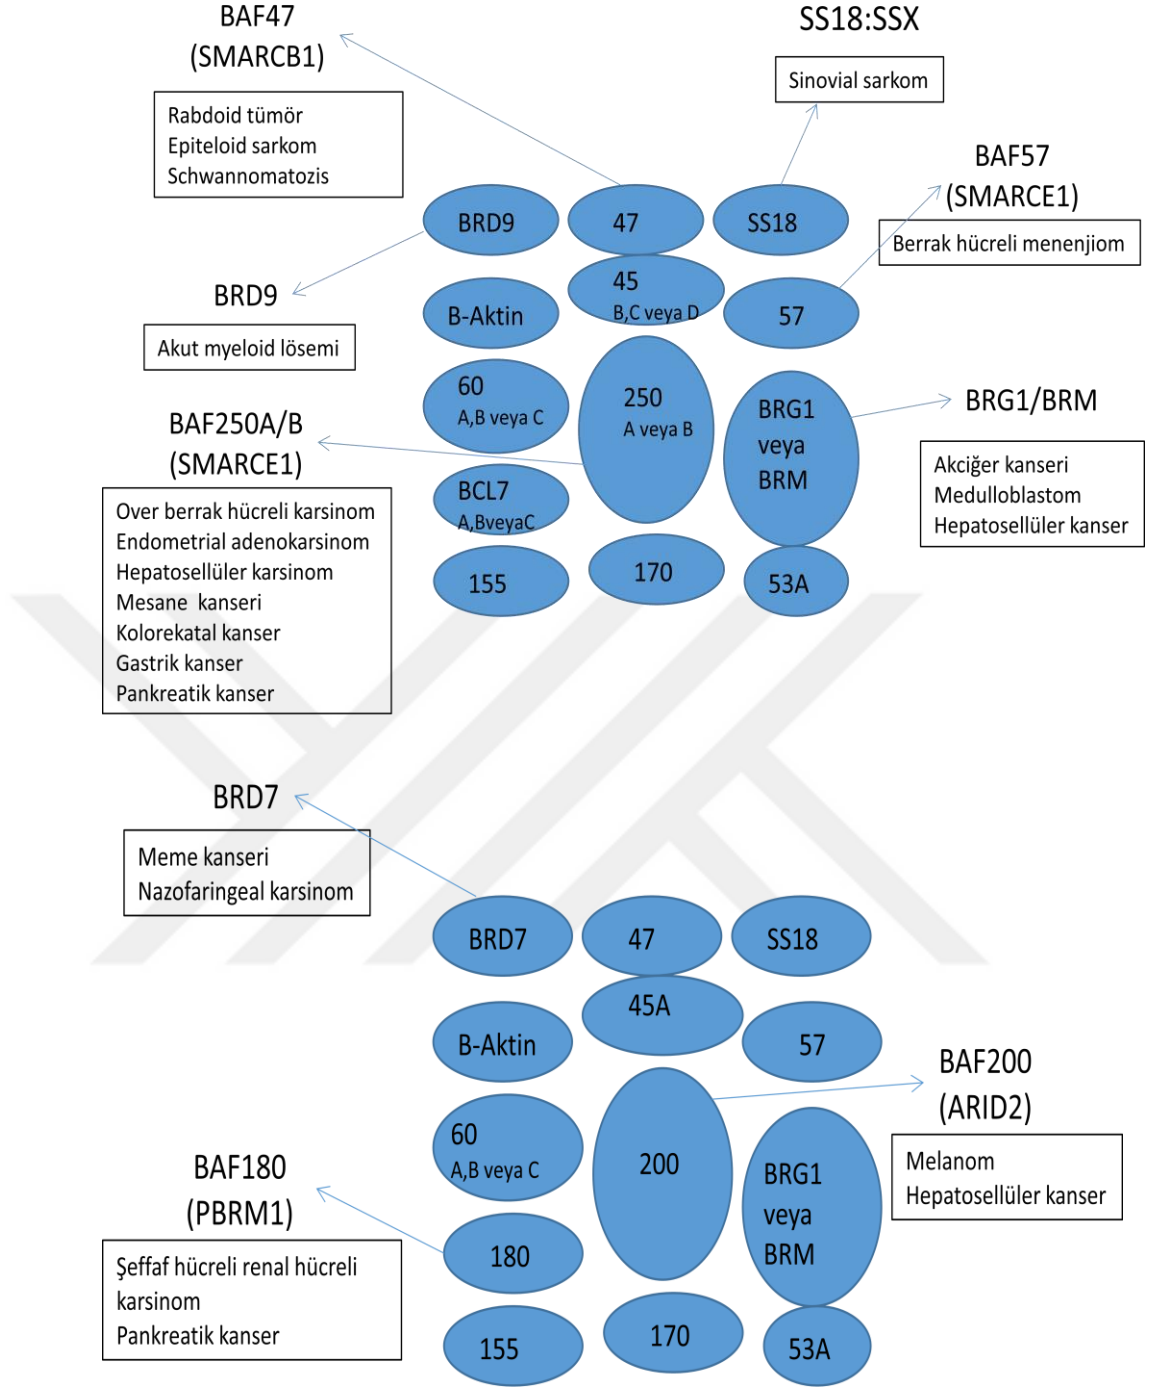 BAF47
(SMARCB1)
Rabdoid tümör
Epiteloid sarkom
Schwannomatozis
SS18:SSX
Sinovial sarkom
BAF57
(SMARCE1)
Berrak hücreli menenjiom
BRD9
47
SS18
BRD9
Akut myeloid lösemi
B-Aktin
45
B,C veya D
57
60
A,B veya C
250
A veya B
BRG1
veya
BRM
BRG1/BRM
Akciğer kanseri
Medulloblastom
Hepatosellüler kanser
BAF250A/B
(SMARCE1)
Over berrak hücreli karsinom
Endometrial adenokarsinom
Hepatosellüler karsinom
Mesane kanseri
Kolorekatal kanser
Gastrik kanser
Pankreatik kanser
BCL7
A,BveyaC
155
170
53A
BRD7
Meme kanseri
Nazofaringeal karsinom
BRD7
47
SS18
B-Aktin
45A
57
BAF200
(ARID2)
Melanom
Hepatosellüler kanser
60
A,B veya C
200
BRG1
veya
BRM
BAF180
(PBRM1)
Şeffaf hücreli renal hücreli
karsinom
Pankreatik kanser
180
155
170
53A